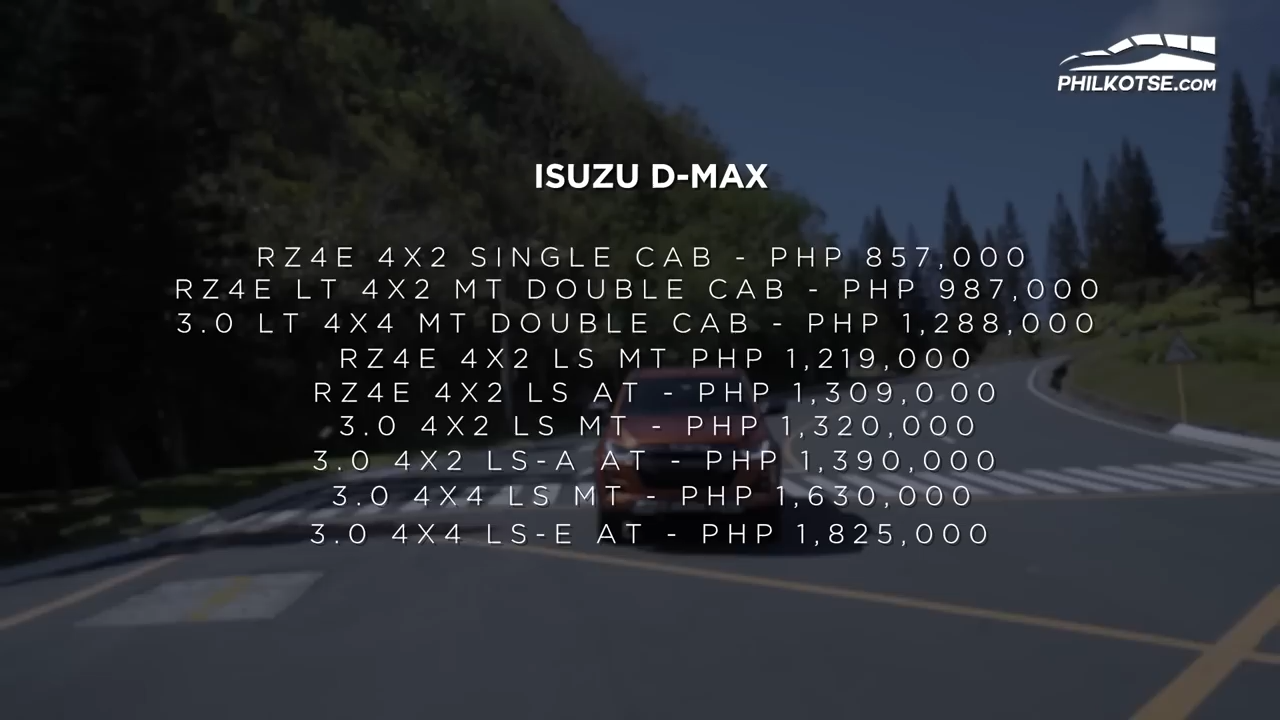 PHILKOTSE.COM
ISUZU D-MAX
RZ4E 4X2 SINGLE CAB - PHP 857,000
RZ4E LT 4X2 MT DOUBLE CAB - PHP 987,000
3.0 LT 4X4 MT DOUBLE CAB - PHP 1,288,000
RZ4E 4X2 LS MT PHP 1,219,000
RZ4E 4X2 LS AT - PHP 1,309,000
3.0 4X2 LS MT - PHP 1,320,000
3.0 4X2 LS-A AT - PHP 1,390,000
3.0 4X4 LS MT - PHP 1,630,000
3.0 4X4 LS-E AT - PHP 1,825,000